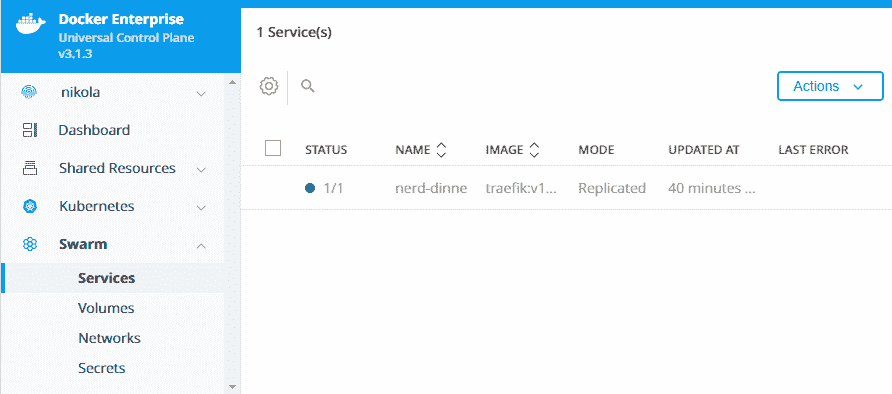 Docker Enterprise
Universal Control Plane
v3.1.3
nikola
Dashboard
Shared Resources
Kubernetes
Swarm
Services
Volumes
Networks
Secrets
1 Service(s)
Actions
STATUS NAME IMAGE MODE UPDATED AT LAST ERROR
1/1 nerd-dinne traefik:v1... Replicated 40 minutes ...